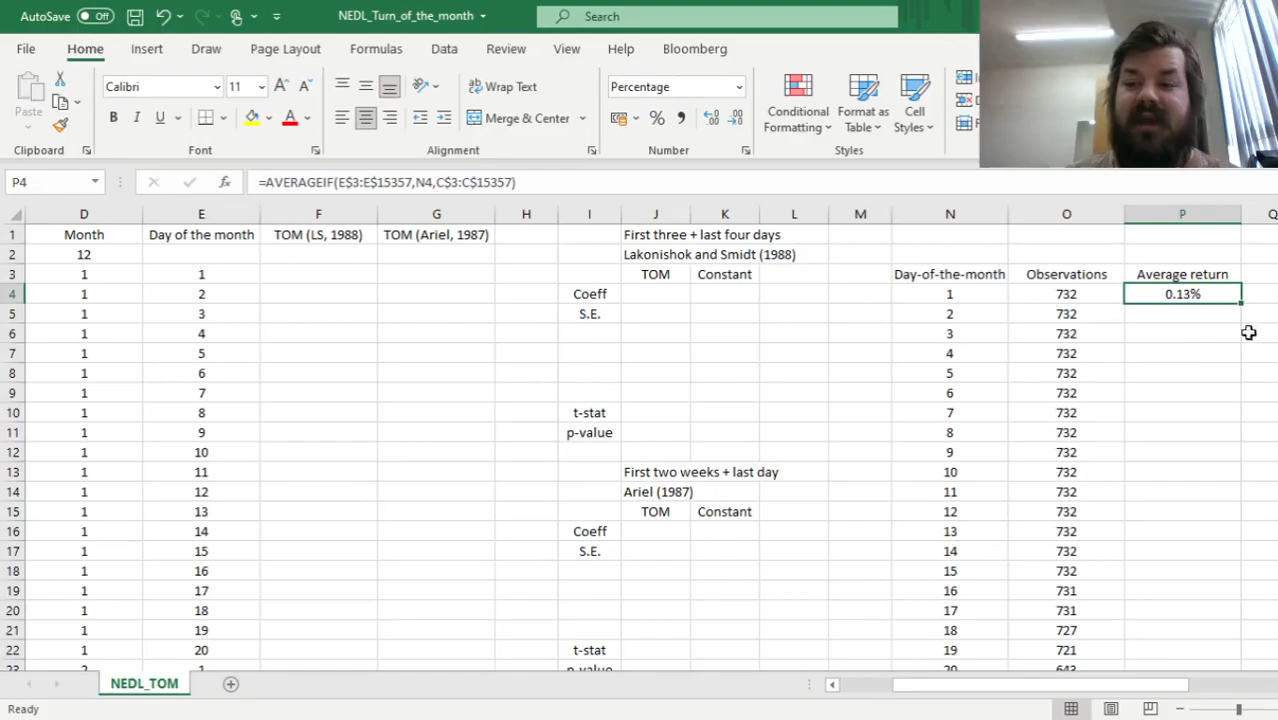 AutoSave Off NEDL_Turn_of_the_month Search
File Home Insert Draw Page Layout Formulas Data Review View Help Bloomberg
Paste Calibri 11 Wrap Text Percentage Conditional Formatting Format as Table Cell Styles
B I U Merge & Center
Clipboard Font Alignment Number Styles
P4 fx =AVERAGEIF(E$3:E$15357,N4,C$3:C$15357)
D E F G H I J K L M N O P Q
1 Month Day of the month TOM (LS, 1988) TOM (Ariel, 1987) First three + last four days
2 12 Lakonishok and Smidt (1988)
3 1 1 TOM Constant Day-of-the-month Observations Average return
4 1 2 Coeff 1 732 0.13%
5 1 3 S.E. 2 732
6 1 4 3 732
7 1 5 4 732
8 1 6 5 732
9 1 7 6 732
10 1 8 t-stat 7 732
11 1 9 p-value 8 732
12 1 10 9 732
13 1 11 First two weeks + last day 10 732
14 1 12 Ariel (1987) 11 732
15 1 13 TOM Constant 12 732
16 1 14 Coeff 13 732
17 1 15 S.E. 14 732
18 1 16 15 732
19 1 17 16 731
20 1 18 17 731
21 1 19 18 727
22 1 20 t-stat 19 721
23 2 1 p-value 20 643
NEDL_TOM
Ready